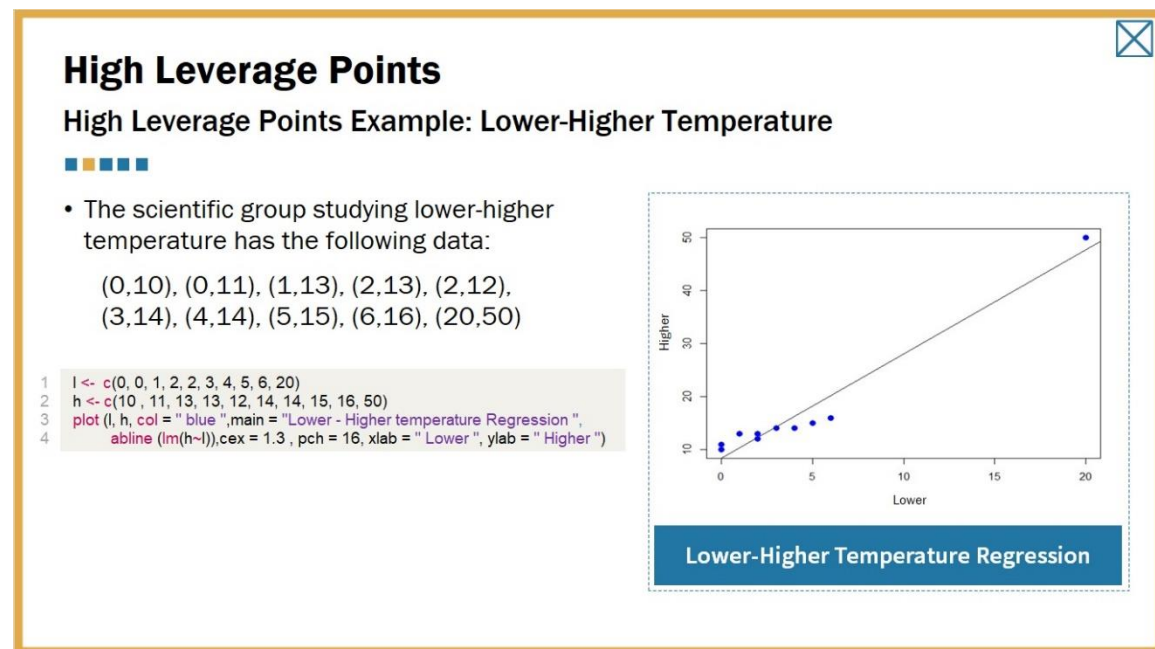 High Leverage Points
High Leverage Points Example: Lower-Higher Temperature
• The scientific group studying lower-higher
temperature has the following data:
(0,10), (0,11), (1,13), (2,13), (2,12),
(3,14), (4,14), (5,15), (6,16), (20,50)
1 l <- c(0, 0, 1, 2, 2, 3, 4, 5, 6, 20)
2 h <- c(10 , 11, 13, 13, 12, 14, 14, 15, 16, 50)
3 plot (l, h, col = " blue ",main = "Lower - Higher temperature Regression ",
4 abline (lm(h~l)),cex = 1.3 , pch = 16, xlab = " Lower ", ylab = " Higher ")
50
40
30
20
10
Higher
0 5 10 15 20
Lower
Lower-Higher Temperature Regression